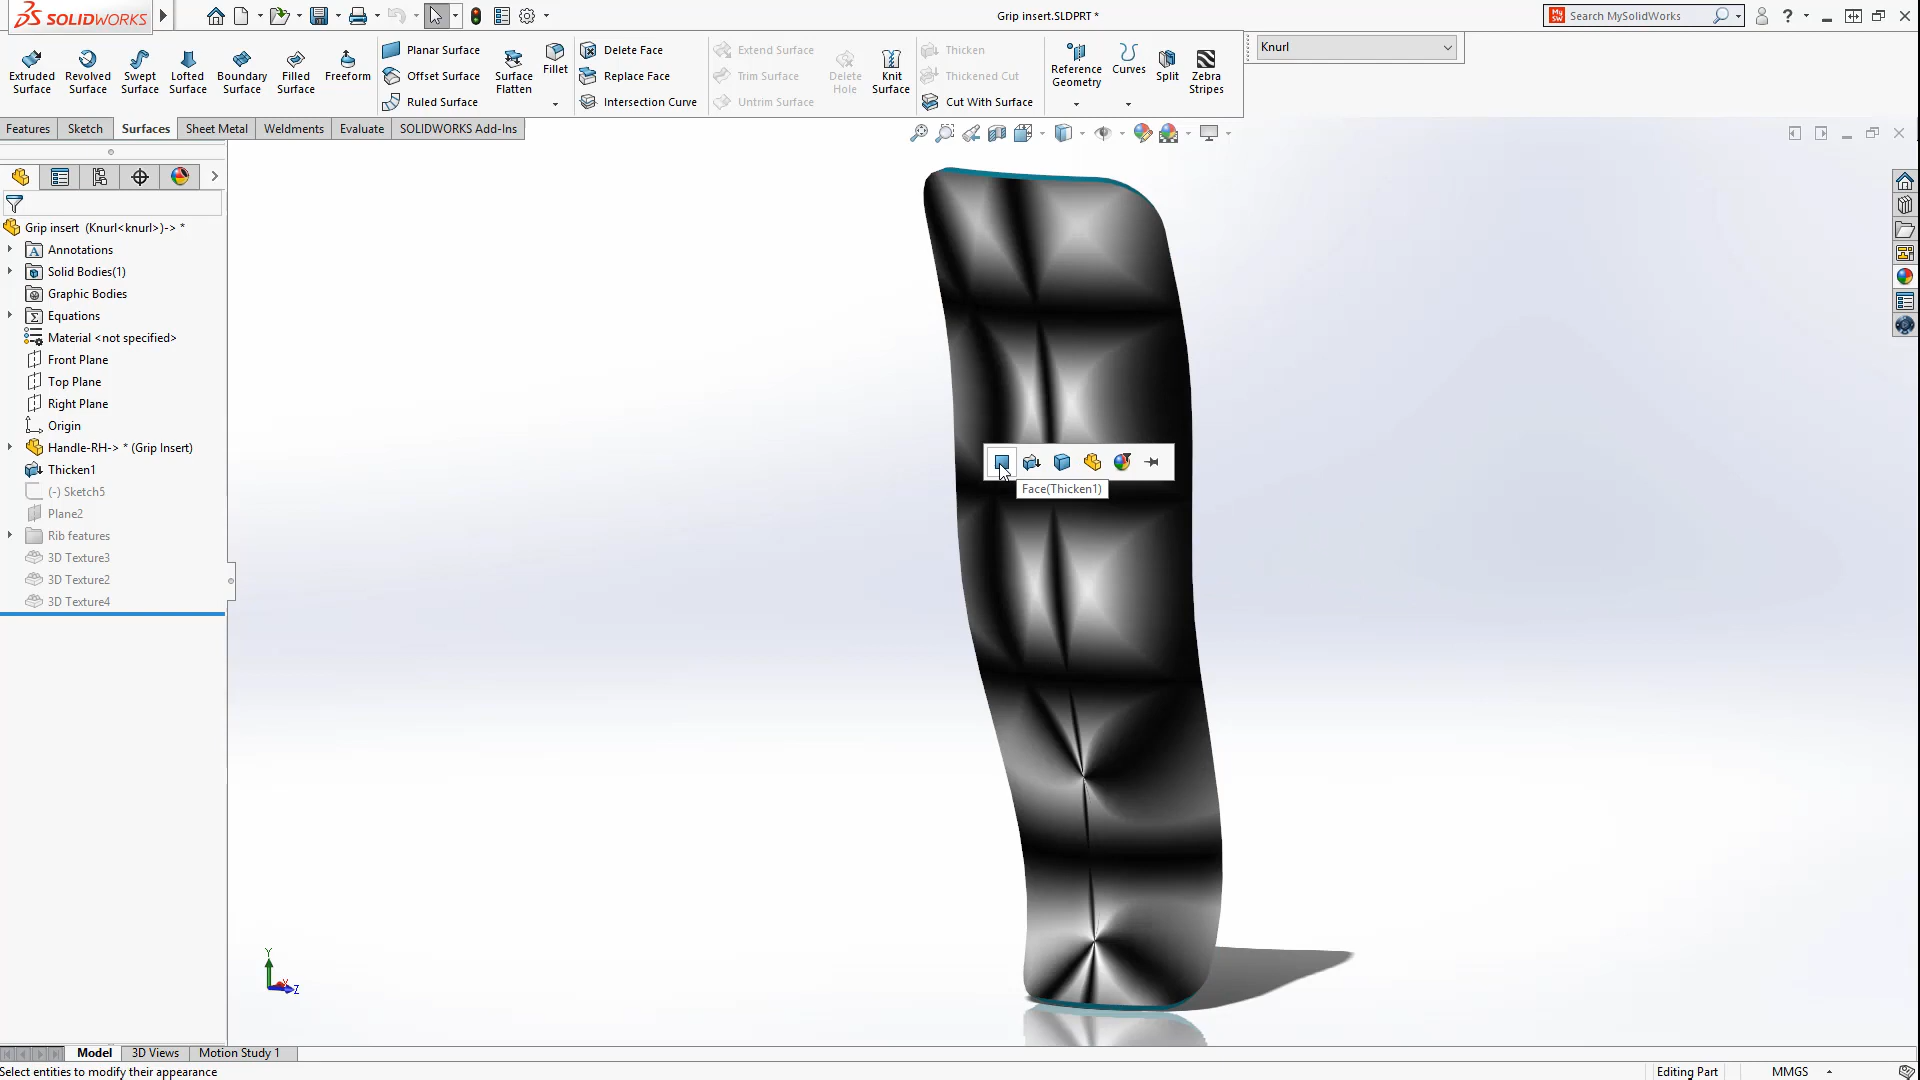 SOLIDWORKS
Grip insert.SLDPRT *
Search MySolidWorks
Extruded Surface
Revolved Surface
Swept Surface
Lofted Surface
Boundary Surface
Filled Surface
Freeform
Planar Surface
Offset Surface
Ruled Surface
Surface Flatten
Fillet
Delete Face
Replace Face
Intersection Curve
Extend Surface
Trim Surface
Untrim Surface
Delete Hole
Knit Surface
Thicken
Thickened Cut
Cut With Surface
Reference Geometry
Curves
Split
Zebra Stripes
Knurl
Features
Sketch
Surfaces
Sheet Metal
Weldments
Evaluate
SOLIDWORKS Add-Ins
Grip insert (Knurl<knurl>)-> *
Annotations
Solid Bodies(1)
Graphic Bodies
Equations
Material <not specified>
Front Plane
Top Plane
Right Plane
Origin
Handle-RH-> * (Grip Insert)
Thicken1
(-) Sketch5
Plane2
Rib features
3D Texture3
3D Texture2
3D Texture4
Face(Thicken1)
Y
Z
Model
3D Views
Motion Study 1
Select entities to modify their appearance
Editing Part
MMGS